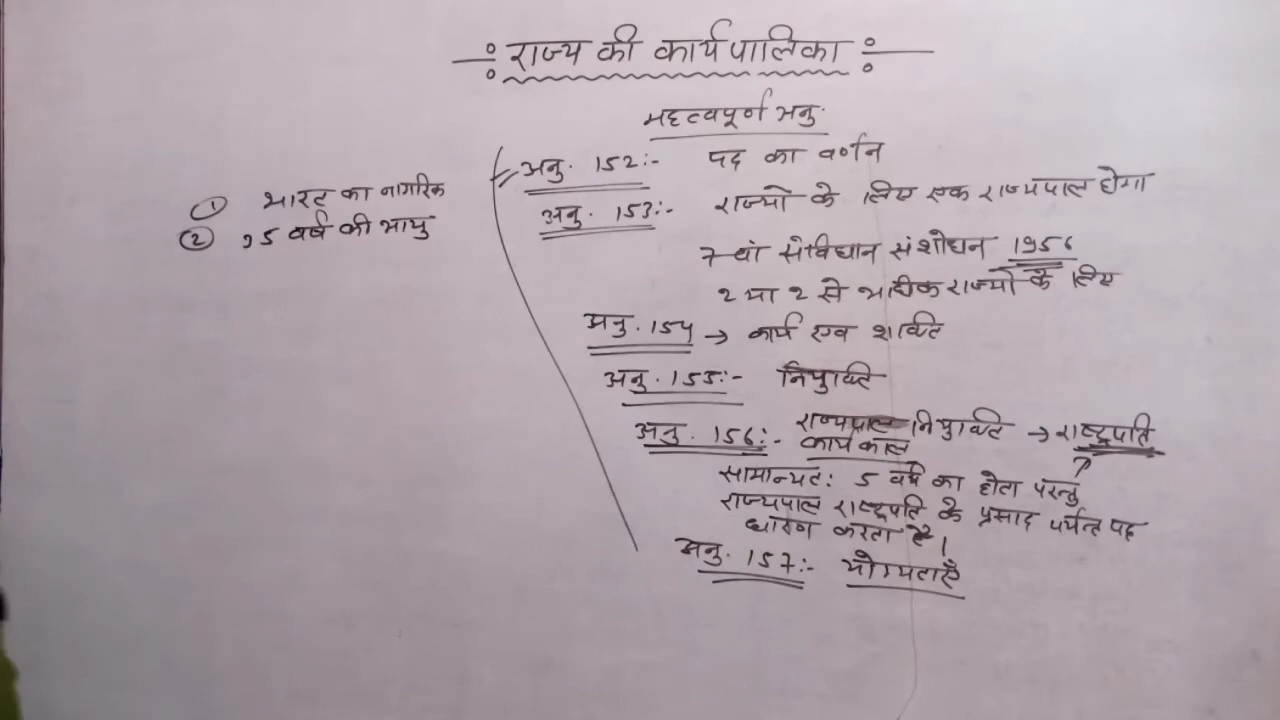 राज्य की कार्यपालिका
महत्वपूर्ण अनु.
अनु. 152:- पद का वर्णन
अनु. 153:- राज्यो के लिए एक राज्यपाल होगा
7 वां संविधान संशोधन 1956
2 या 2 से अधिक राज्यों के लिए
अनु. 154 → कार्य एव शक्ति
अनु. 155:- नियुक्ति
राज्यपाल नियुक्ति → राष्ट्रपति
अनु. 156:- कार्यकाल
सामान्यत: 5 वर्ष का होता परन्तु
राज्यपाल राष्ट्रपति के प्रसाद पर्यन्त पद
धारण करता है।
अनु. 157:- योग्यताएँ
① भारत का नागरिक
② वर्ष की आयु